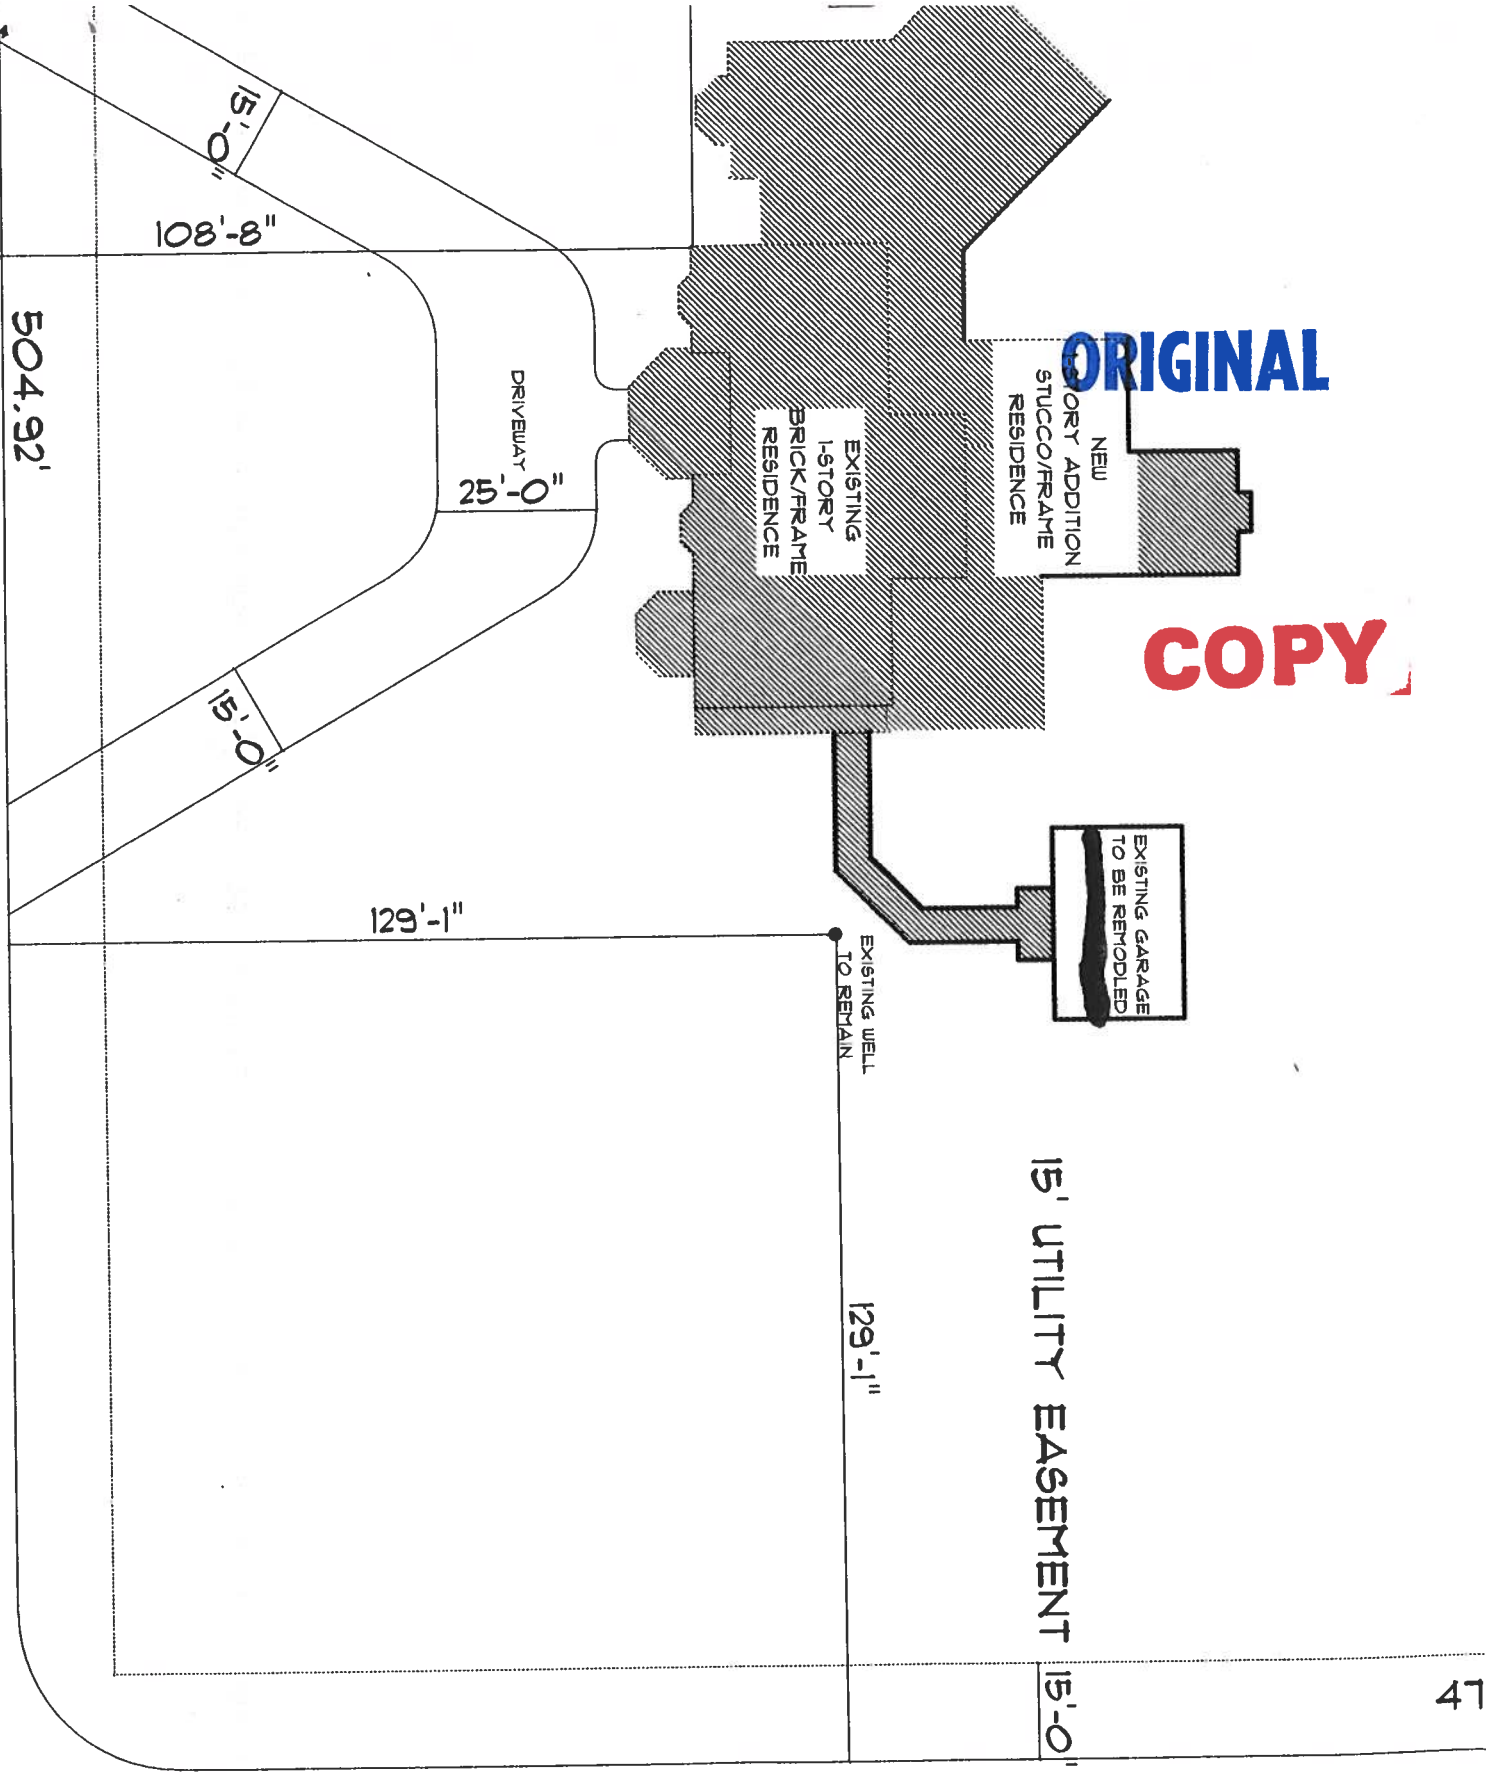 15'-0"
108'-8"
504.92'
DRIVEWAY
25'-0"
EXISTING
1-STORY
BRICK/FRAME
RESIDENCE
NEW
1-STORY ADDITION
STUCCO/FRAME
RESIDENCE
ORIGINAL
COPY
15'-0"
EXISTING GARAGE
TO BE REMODLED
129'-1"
EXISTING WELL
TO REMAIN
129'-1"
15' UTILITY EASEMENT
15'-0"
47